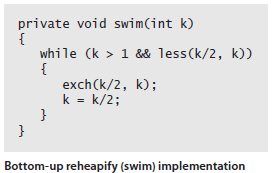 private void swim(int k)
{
   while (k > 1 && less(k/2, k))
   {
      exch(k/2, k);
      k = k/2;
   }
}
Bottom-up reheapify (swim) implementation